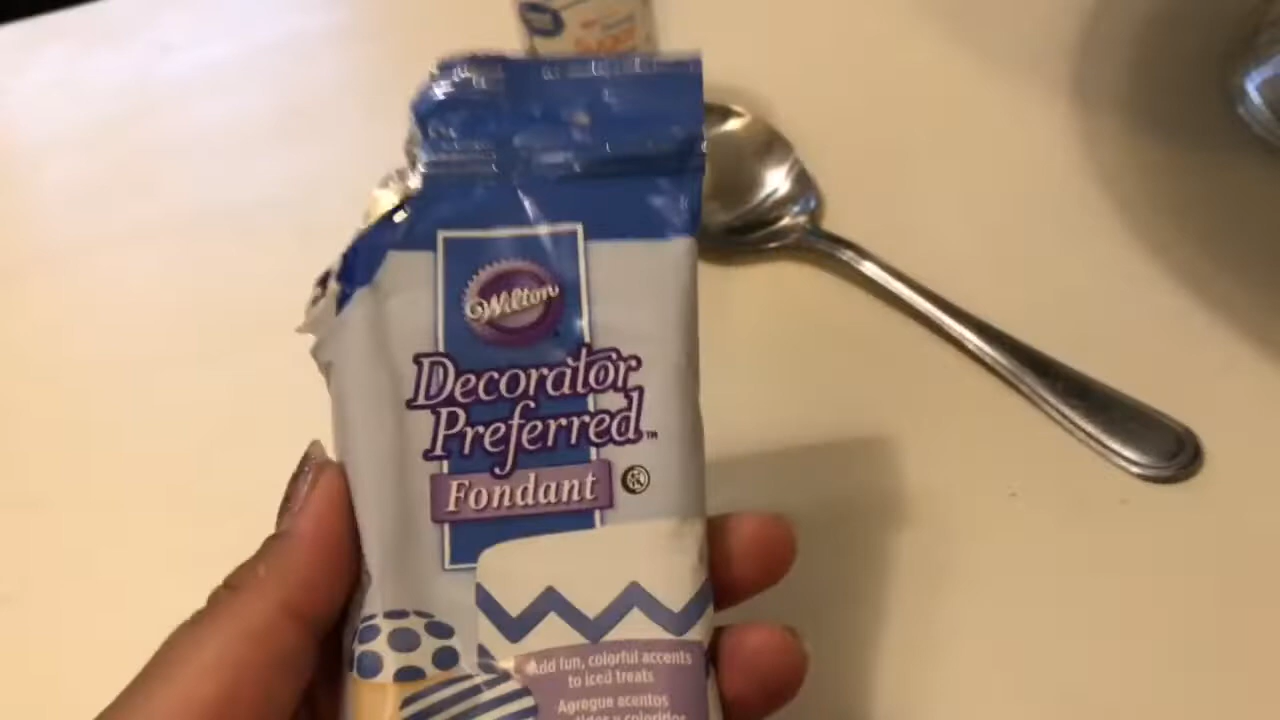 Wilton
Decorator
Preferred™
Fondant
Add fun, colorful accents
to iced treats
Agregue acentos